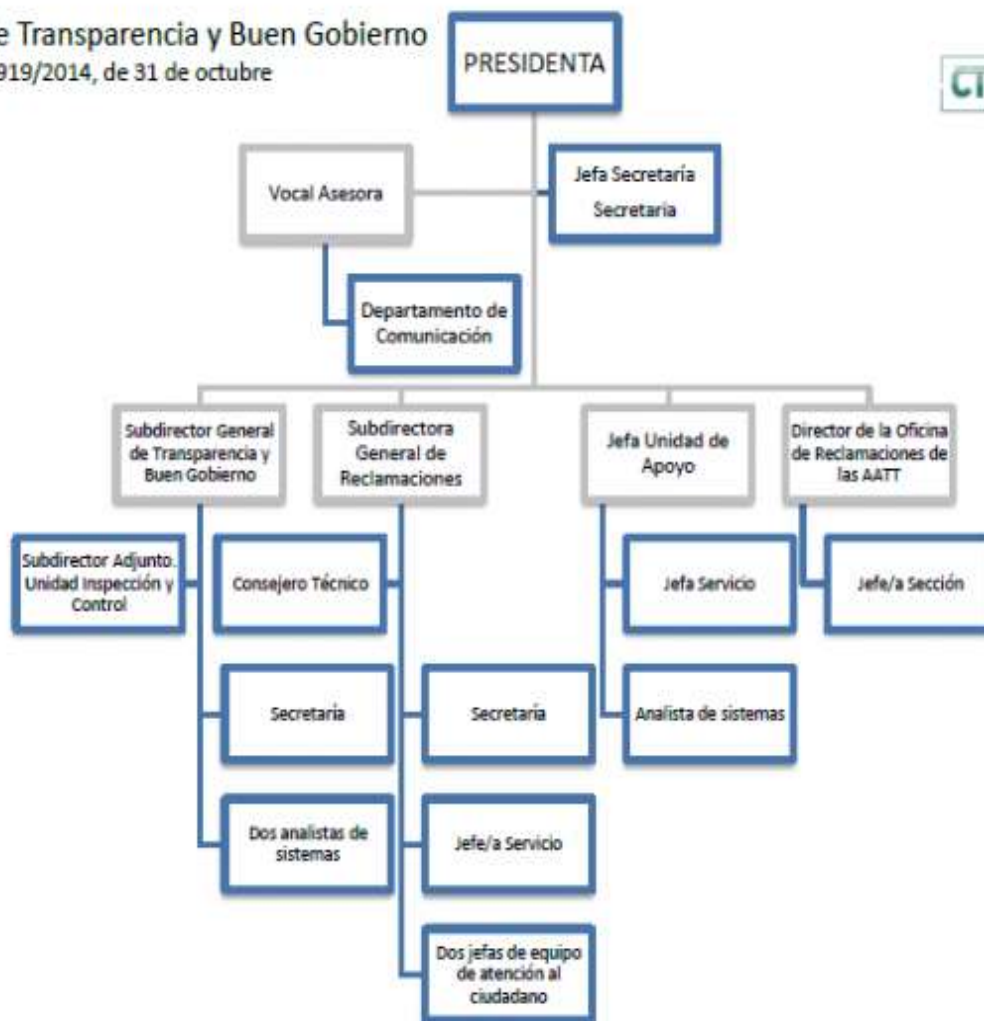 e Transparencia y Buen Gobierno
919/2014, de 31 de octubre
PRESIDENTA
CT
Vocal Asesora
Jefa Secretaría
Secretaria
Departamento de
Comunicación
Subdirector General
de Transparencia y
Buen Gobierno
Subdirectora
General de
Reclamaciones
Jefa Unidad de
Apoyo
Director de la Oficina
de Reclamaciones de
las AATT
Subdirector Adjunto.
Unidad Inspección y
Control
Consejero Técnico
Jefa Servicio
Jefe/a Sección
Secretaría
Secretaría
Analista de sistemas
Dos analistas de
sistemas
Jefe/a Servicio
Dos jefas de equipo
de atención al
ciudadano